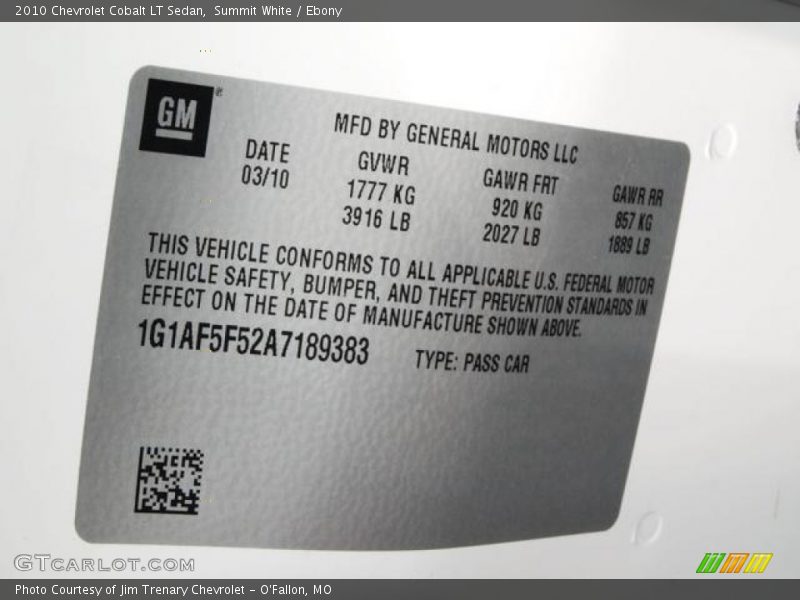 2010 Chevrolet Cobalt LT Sedan, Summit White / Ebony
GM®
MFD BY GENERAL MOTORS LLC
DATE GVWR GAWR FRT GAWR RR
03/10 1777 KG 920 KG 857 KG
3916 LB 2027 LB 1889 LB
THIS VEHICLE CONFORMS TO ALL APPLICABLE U.S. FEDERAL MOTOR
VEHICLE SAFETY, BUMPER, AND THEFT PREVENTION STANDARDS IN
EFFECT ON THE DATE OF MANUFACTURE SHOWN ABOVE.
1G1AF5F52A7189383 TYPE: PASS CAR
GTCARLOT.COM
Photo Courtesy of Jim Trenary Chevrolet - O'Fallon, MO